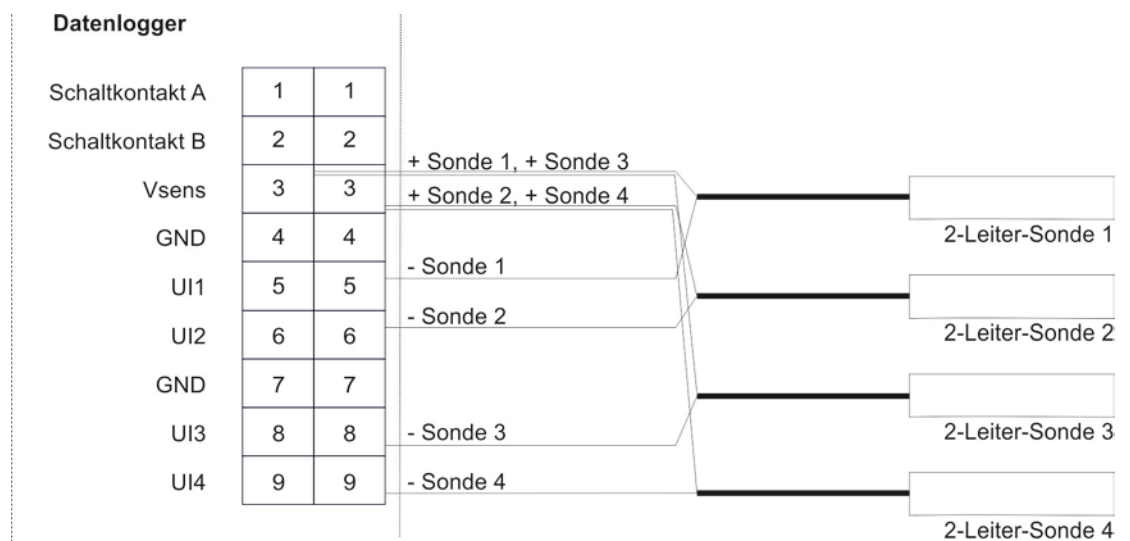 Datenlogger
Schaltkontakt A 1 1
Schaltkontakt B 2 2
+ Sonde 1, + Sonde 3
Vsens 3 3
+ Sonde 2, + Sonde 4
GND 4 4
2-Leiter-Sonde 1
- Sonde 1
UI1 5 5
- Sonde 2
UI2 6 6
2-Leiter-Sonde 2
GND 7 7
UI3 8 8
- Sonde 3
2-Leiter-Sonde 3
UI4 9 9
- Sonde 4
2-Leiter-Sonde 4